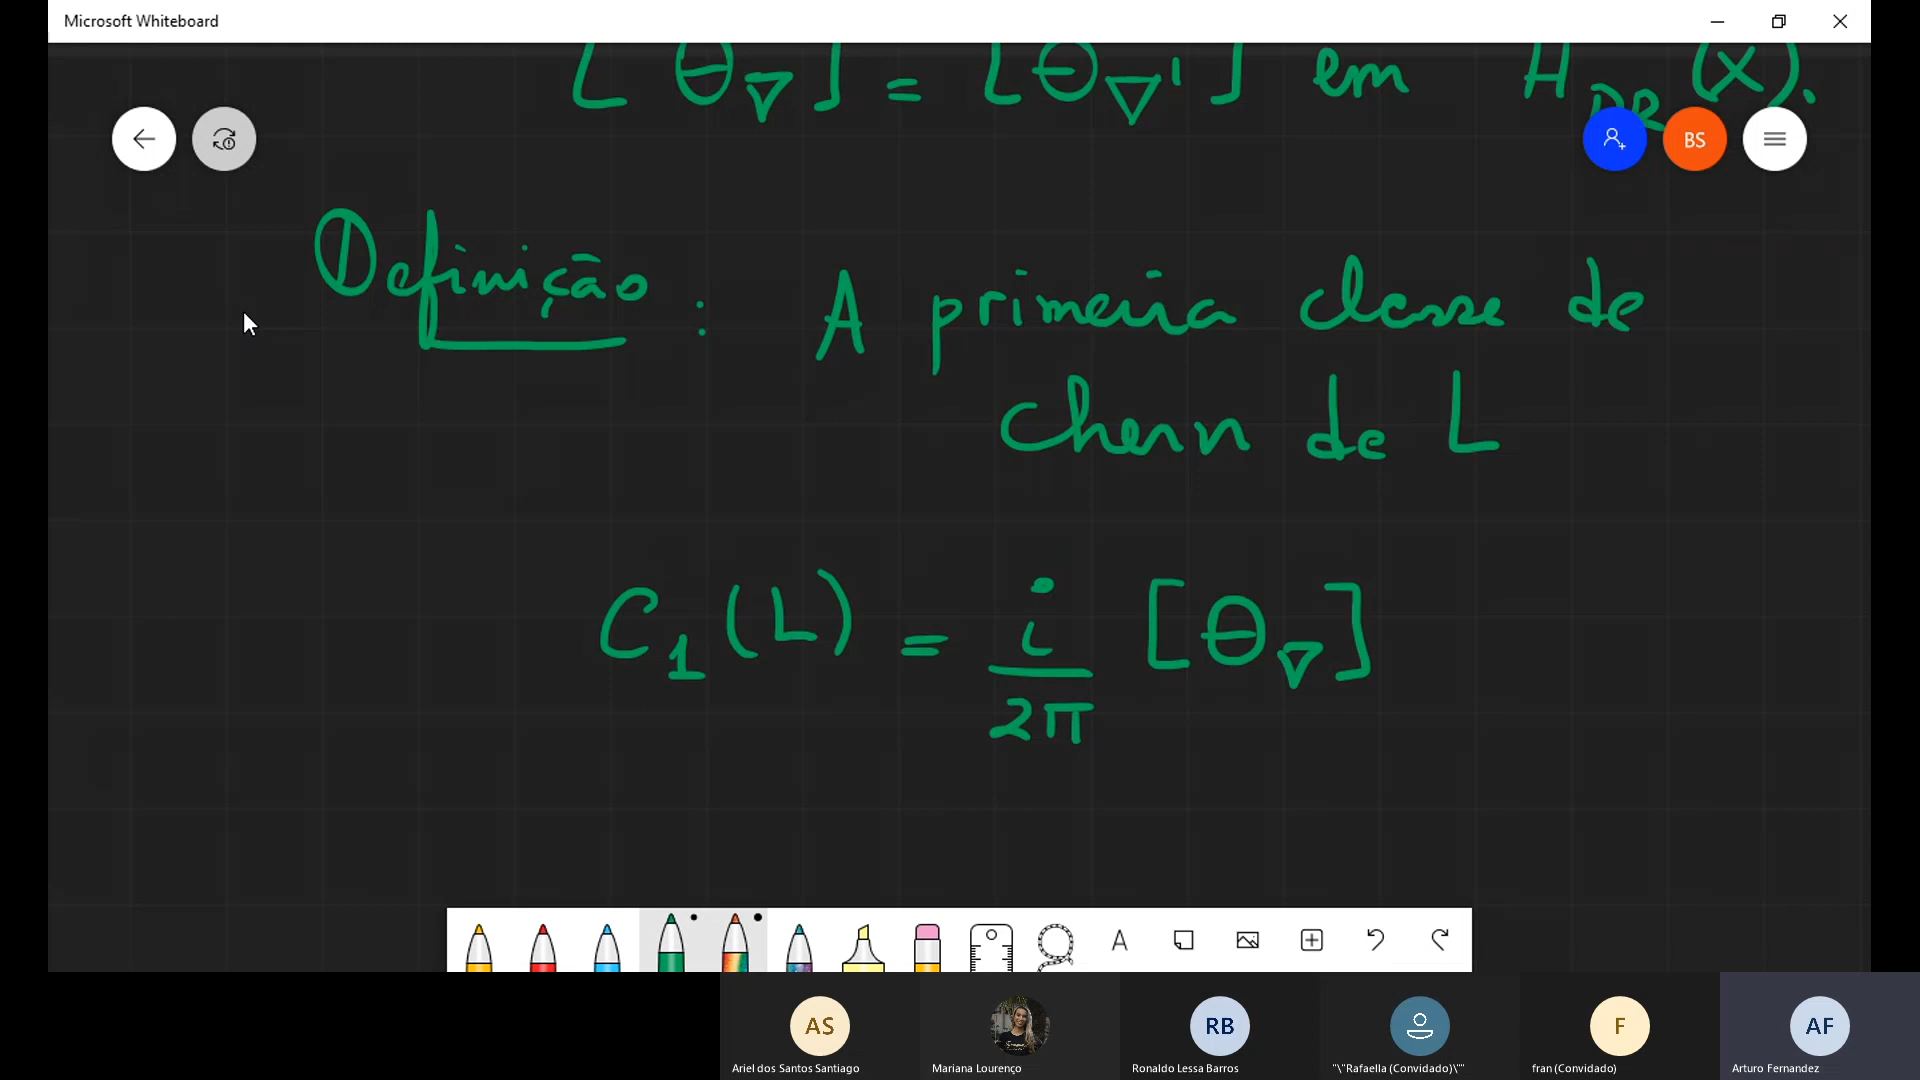 Microsoft Whiteboard
[Θ∇] = [Θ∇'] em H DR (X).
BS
Definição: A primeira classe de
Chern de L
C₁(L) = i/2π [Θ∇]
A
AS
RB
F
AF
Ariel dos Santos Santiago
Mariana Lourenço
Ronaldo Lessa Barros
"\"Rafaella (Convidado)\""
fran (Convidado)
Arturo Fernandez